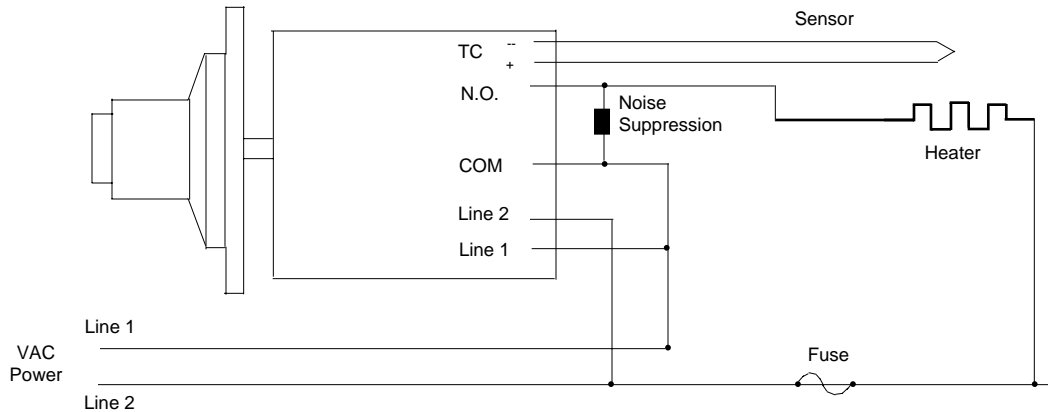 Sensor
TC
--
+
N.O.
Noise
Suppression
Heater
COM
Line 2
Line 1
Line 1
VAC
Power
Fuse
Line 2